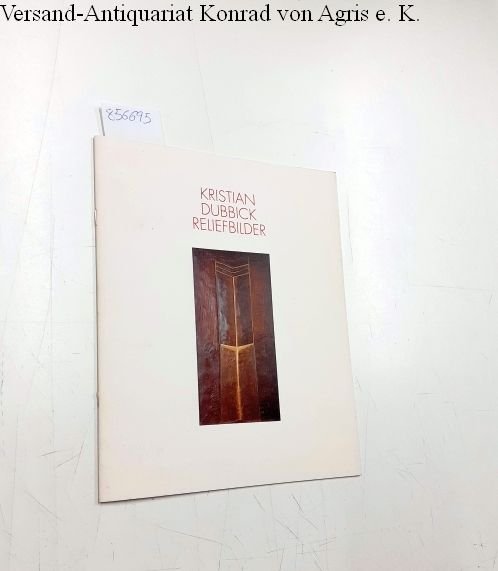 Versand-Antiquariat Konrad von Agris e. K.
856695
KRISTIAN
DUBBICK
RELIEFBILDER